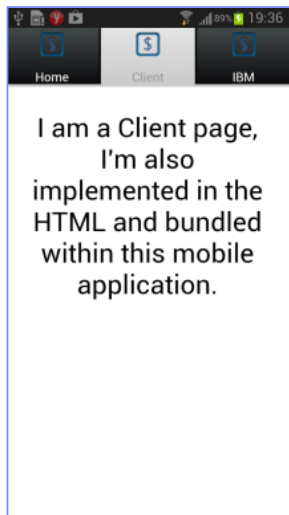 89% 19:36
$ $ $
Home Client IBM
I am a Client page,
I'm also
implemented in the
HTML and bundled
within this mobile
application.